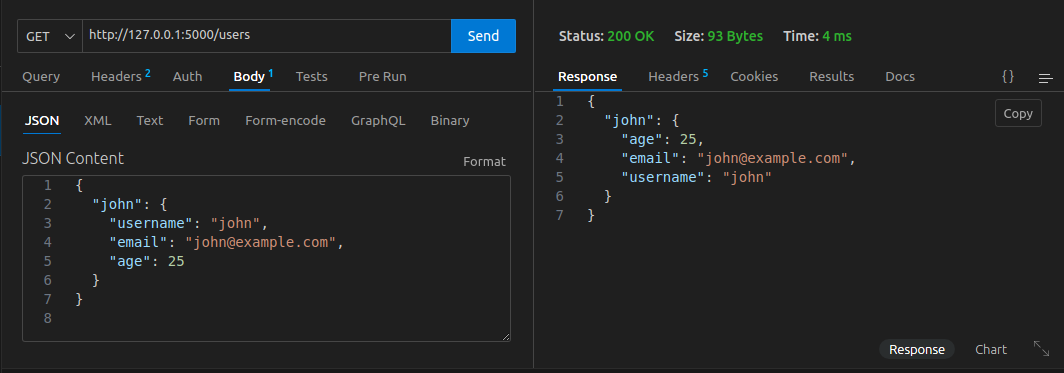 GET http://127.0.0.1:5000/users Send
Query Headers 2 Auth Body 1 Tests Pre Run
JSON XML Text Form Form-encode GraphQL Binary
JSON Content Format
1 {
2 "john": {
3 "username": "john",
4 "email": "john@example.com",
5 "age": 25
6 }
7 }
8
Status: 200 OK Size: 93 Bytes Time: 4 ms
Response Headers 5 Cookies Results Docs { }
Copy
1 {
2 "john": {
3 "age": 25,
4 "email": "john@example.com",
5 "username": "john"
6 }
7 }
Response Chart